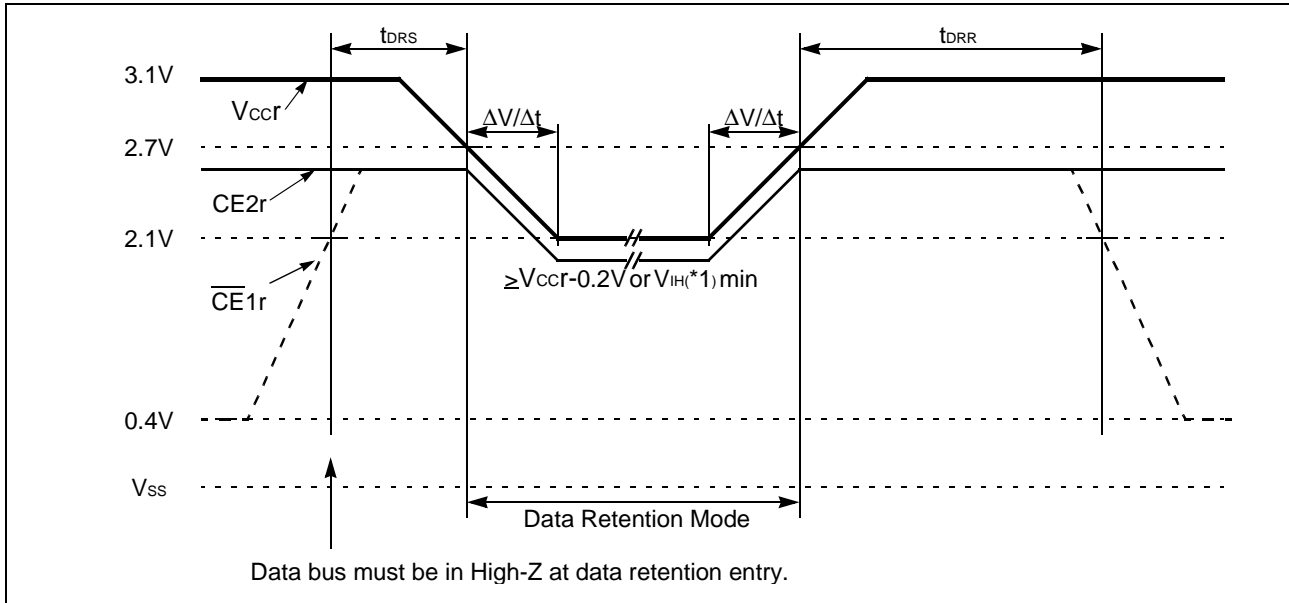 tDRS
tDRR
3.1V
VCCr
ΔV/Δt
ΔV/Δt
2.7V
CE2r
2.1V
≥VCCr-0.2V or VIH(*1) min
CE1r
0.4V
VSS
Data Retention Mode
Data bus must be in High-Z at data retention entry.